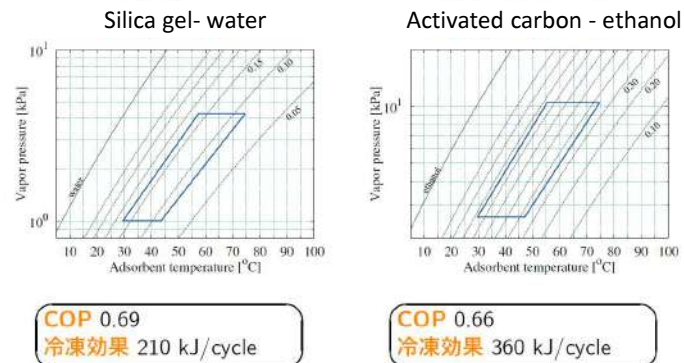 Silica gel- water
10¹
Vapor pressure [kPa]
10⁰
water
0.15
0.10
0.05
10 20 30 40 50 60 70 80 90 100
Adsorbent temperature [°C]
COP 0.69
冷凍効果 210 kJ/cycle
Activated carbon - ethanol
Vapor pressure [kPa]
10¹
ethanol
0.30
0.20
0.10
10 20 30 40 50 60 70 80 90 100
Adsorbent temperature [°C]
COP 0.66
冷凍効果 360 kJ/cycle